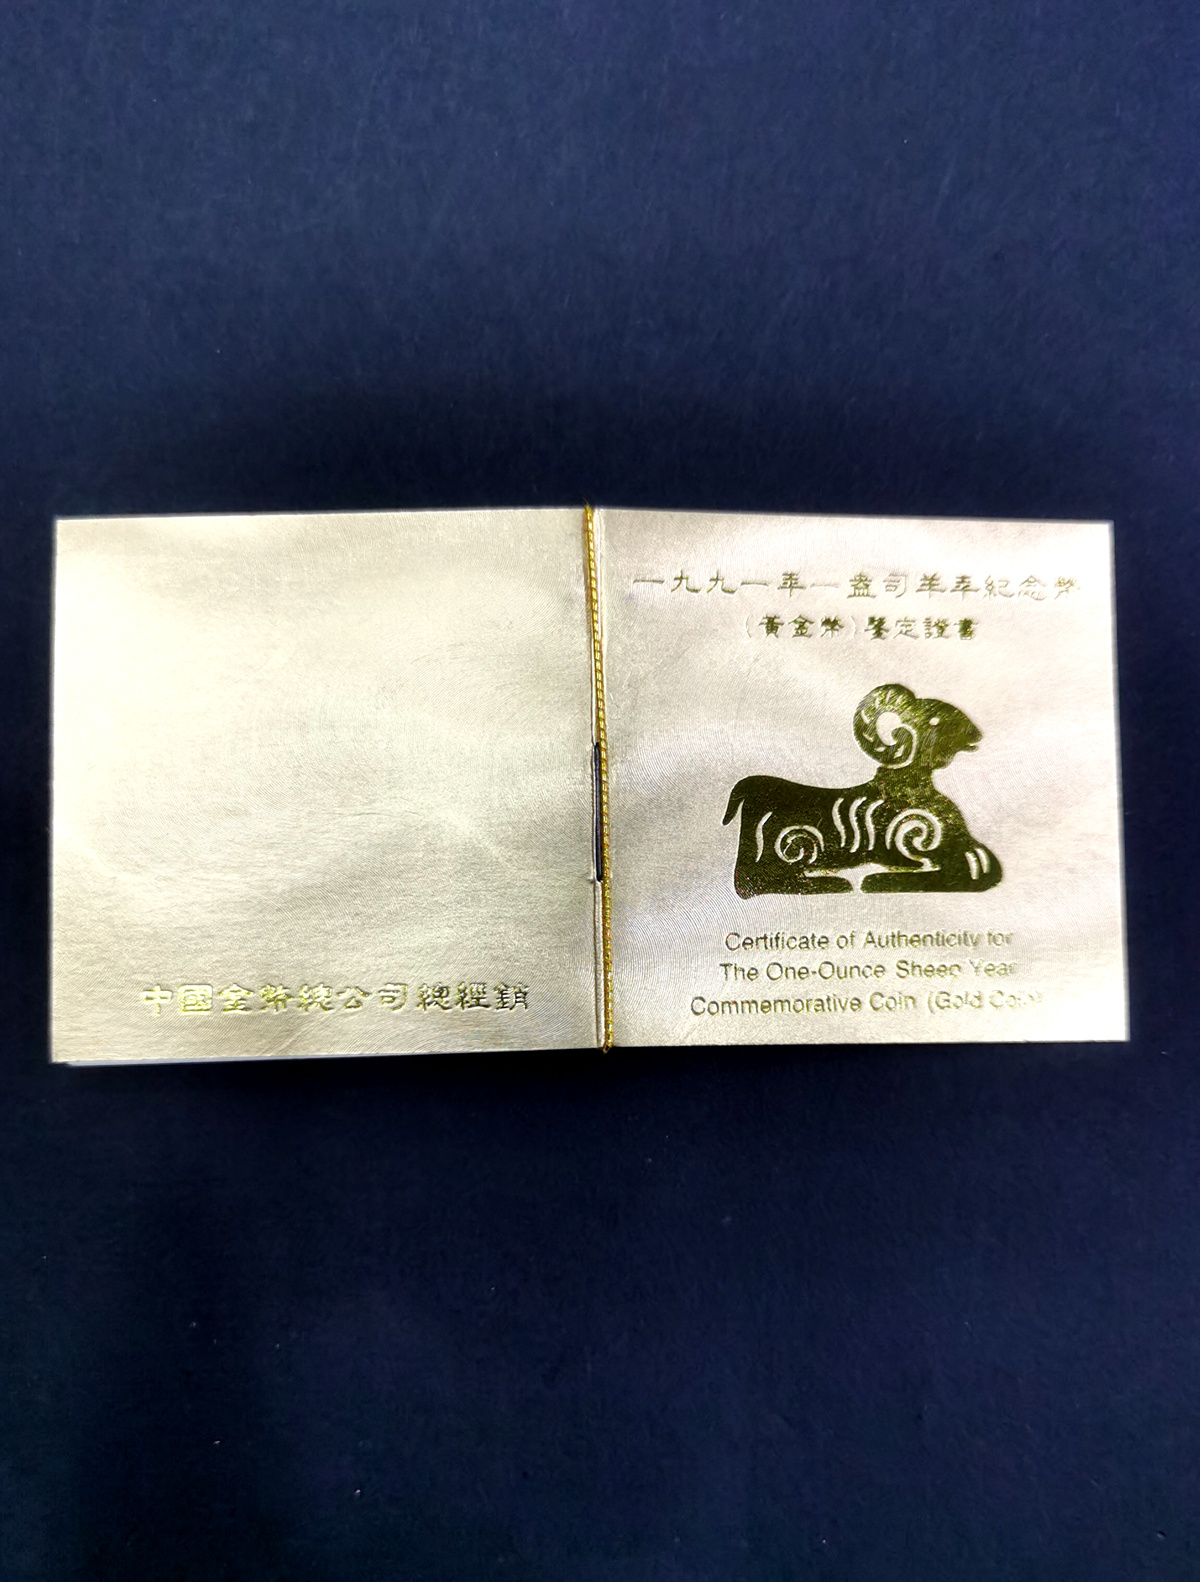 中國金幣總公司總經銷
一九九一年一盎司羊年紀念幣
(黃金幣)鑒定證書
Certificate of Authenticity for
The One-Ounce Sheep Year
Commemorative Coin (Gold Coin)